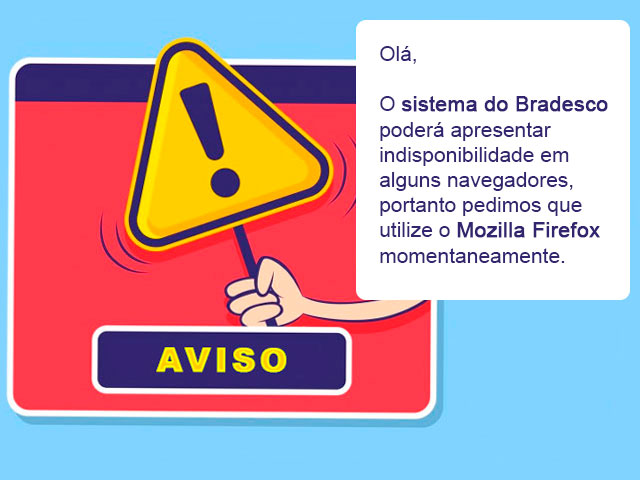 Olá,
O sistema do Bradesco
poderá apresentar
indisponibilidade em
alguns navegadores,
portanto pedimos que
utilize o Mozilla Firefox
momentaneamente.
AVISO